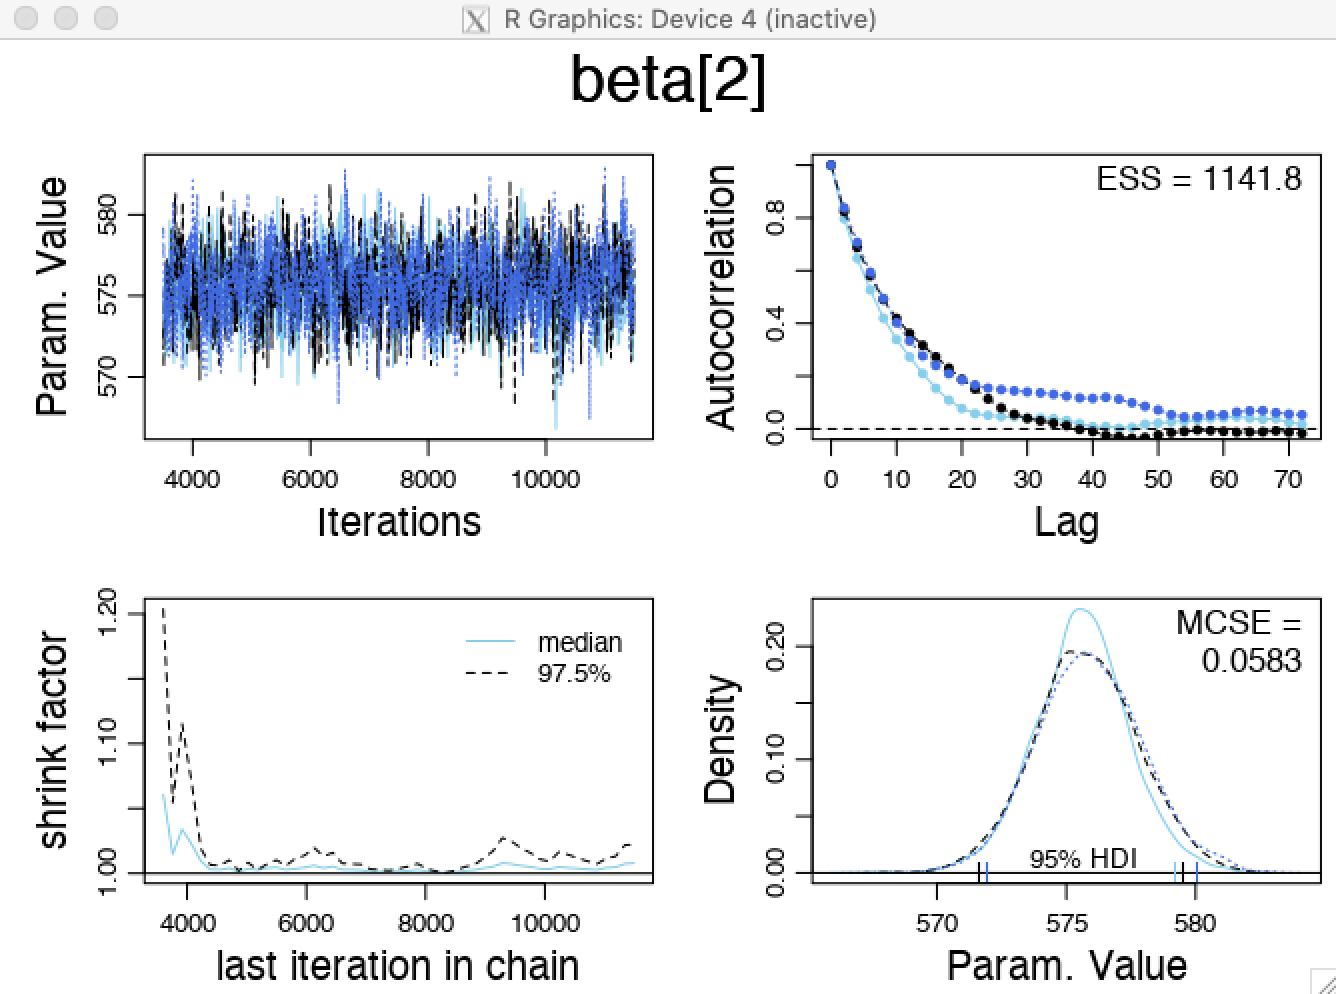 R Graphics: Device 4 (inactive)
beta[2]
Param. Value
580
575
570
4000
6000
8000
10000
Iterations
Autocorrelation
0.8
0.4
0.0
ESS = 1141.8
0
10
20
30
40
50
60
70
Lag
shrink factor
1.20
1.10
1.00
median
97.5%
4000
6000
8000
10000
last iteration in chain
Density
0.20
0.10
0.00
MCSE =
0.0583
95% HDI
570
575
580
Param. Value